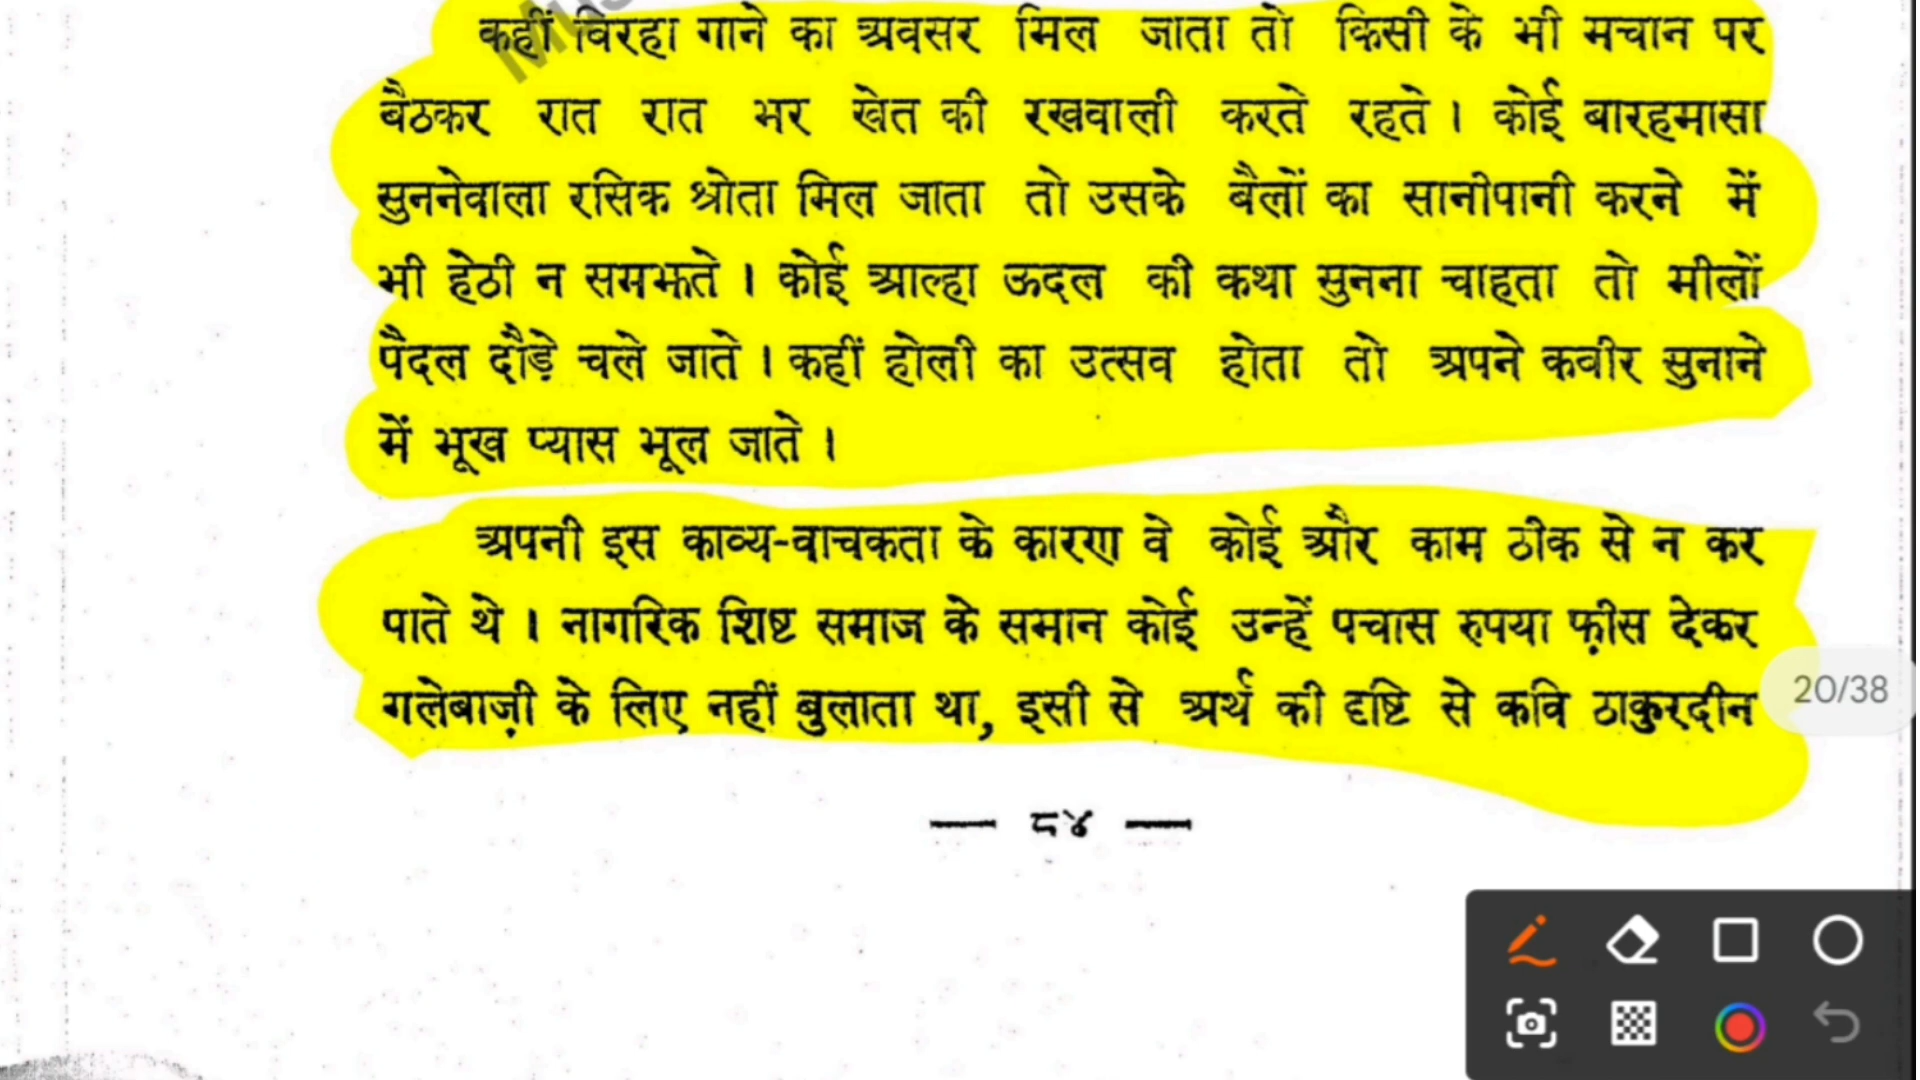 कहीं विरहा गाने का अवसर मिल जाता तो किसी के भी मचान पर
बैठकर रात रात भर खेत की रखवाली करते रहते । कोई बारहमासा
सुननेवाला रसिक श्रोता मिल जाता तो उसके बैलों का सानीपानी करने में
भी हेठी न समझते । कोई आल्हा ऊदल की कथा सुनना चाहता तो मीलों
पैदल दौड़े चले जाते । कहीं होली का उत्सव होता तो अपने कवीर सुनाने
में भूख प्यास भूल जाते ।
अपनी इस काव्य-वाचकता के कारण वे कोई और काम ठीक से न कर
पाते थे । नागरिक शिष्ट समाज के समान कोई उन्हें पचास रुपया फ़ीस देकर
गलेबाज़ी के लिए नहीं बुलाता था, इसी से अर्थ की दृष्टि से कवि ठाकुरदीन
20/38
— ८४ —